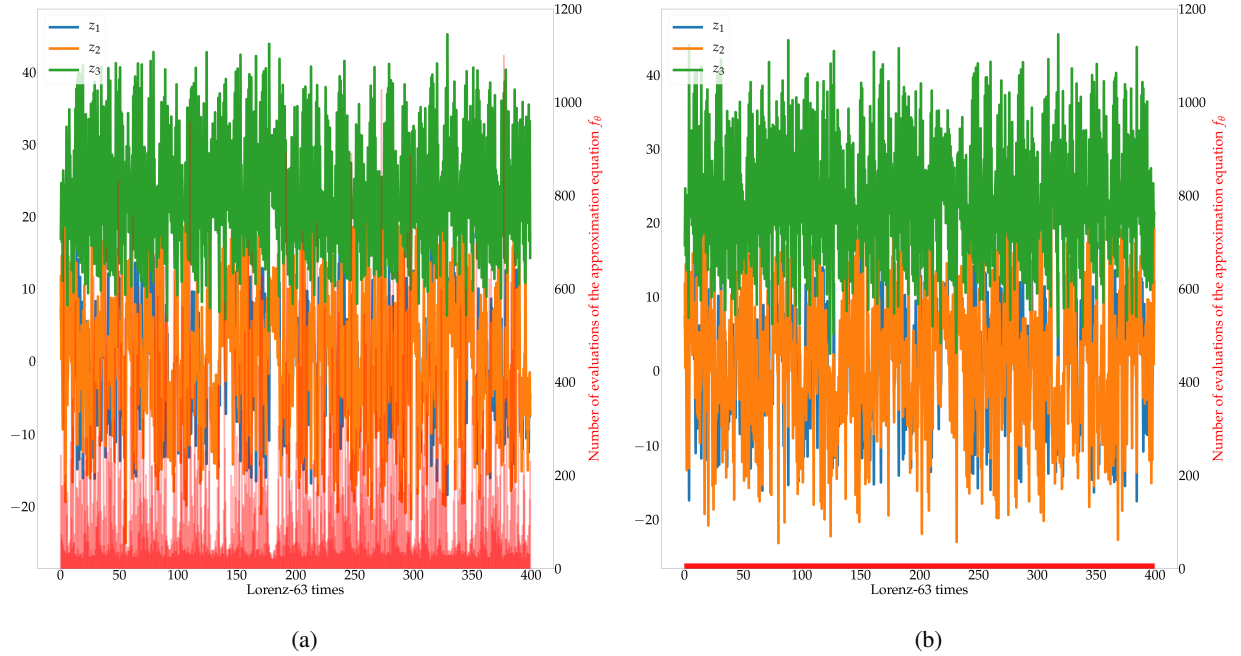 z1
z2
z3
40
30
20
10
0
−10
−20
1200
1000
800
600
400
200
0
Number of evaluations of the approximation equation fθ
0 50 100 150 200 250 300 350 400
Lorenz-63 times
(a)
z1
z2
z3
40
30
20
10
0
−10
−20
1200
1000
800
600
400
200
0
Number of evaluations of the approximation equation fθ
0 50 100 150 200 250 300 350 400
Lorenz-63 times
(b)